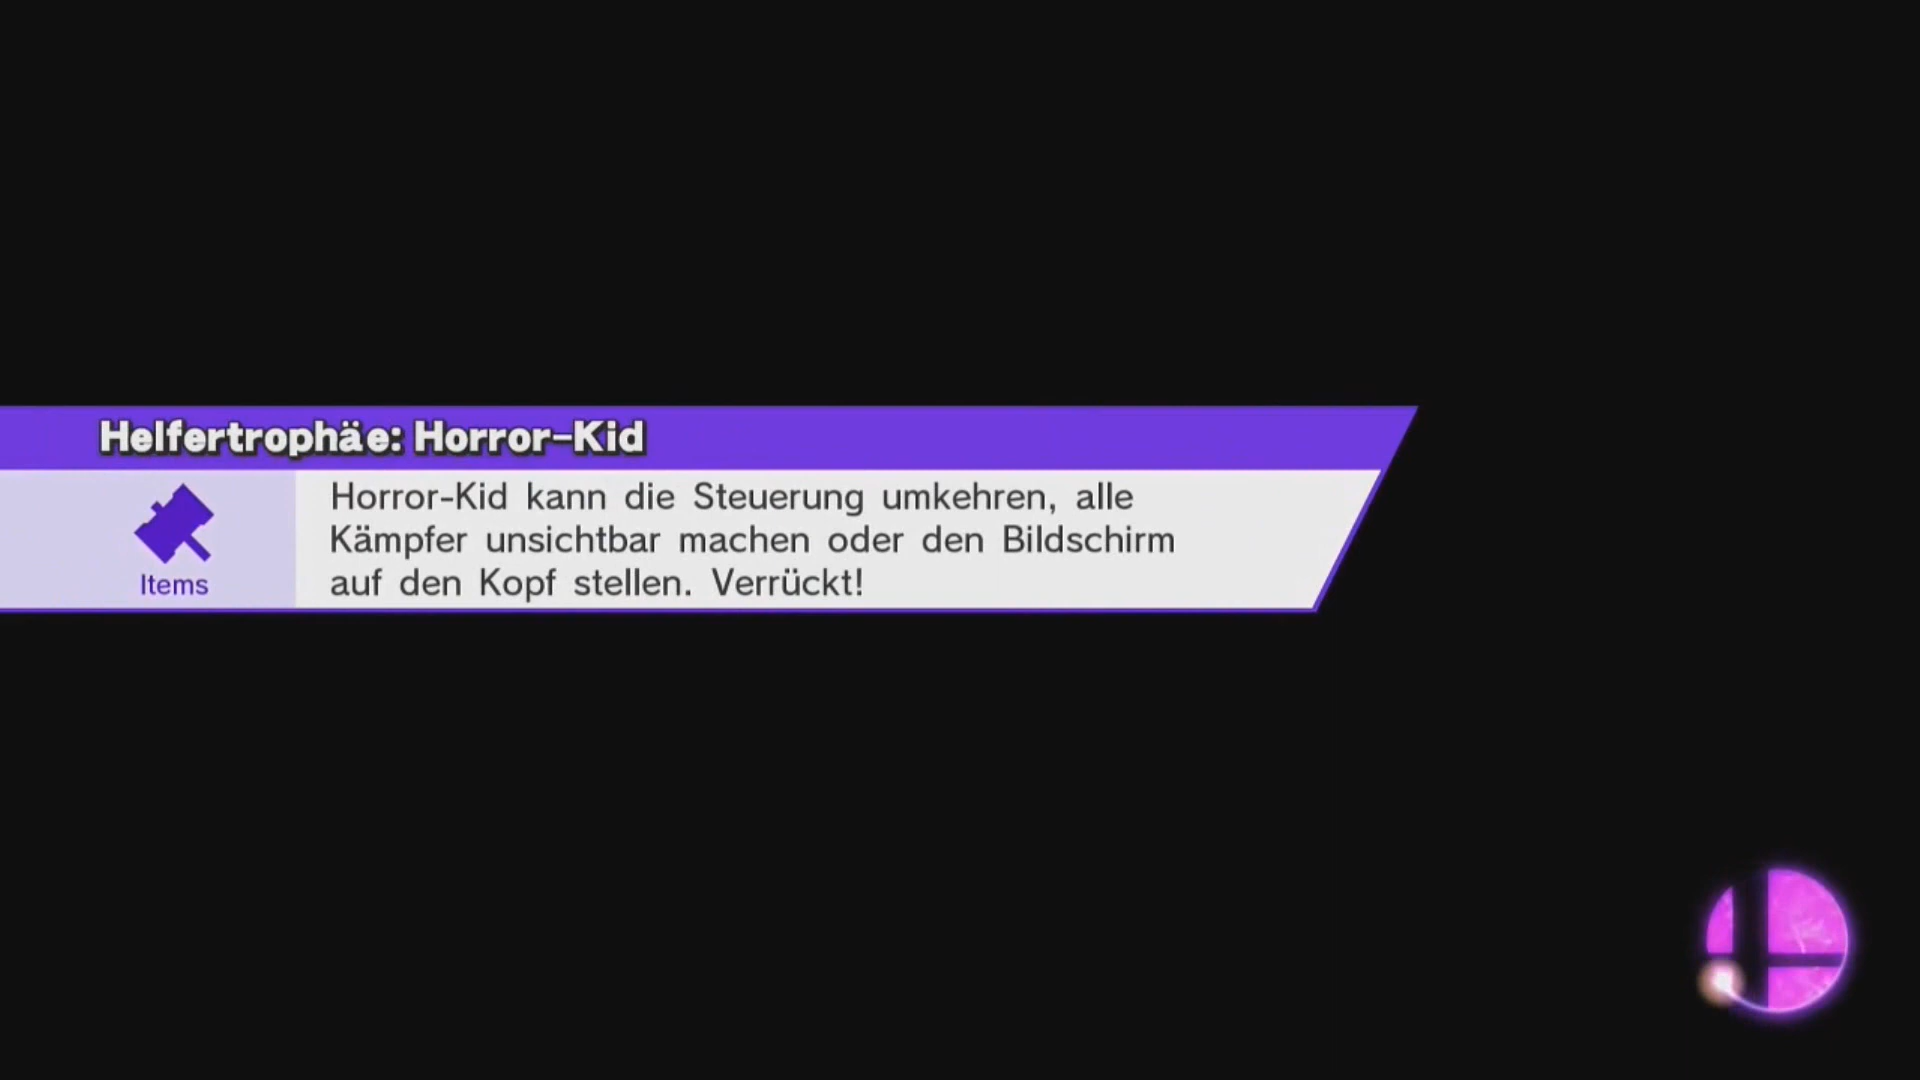 Helfertrophäe: Horror-Kid
Items
Horror-Kid kann die Steuerung umkehren, alle
Kämpfer unsichtbar machen oder den Bildschirm
auf den Kopf stellen. Verrückt!